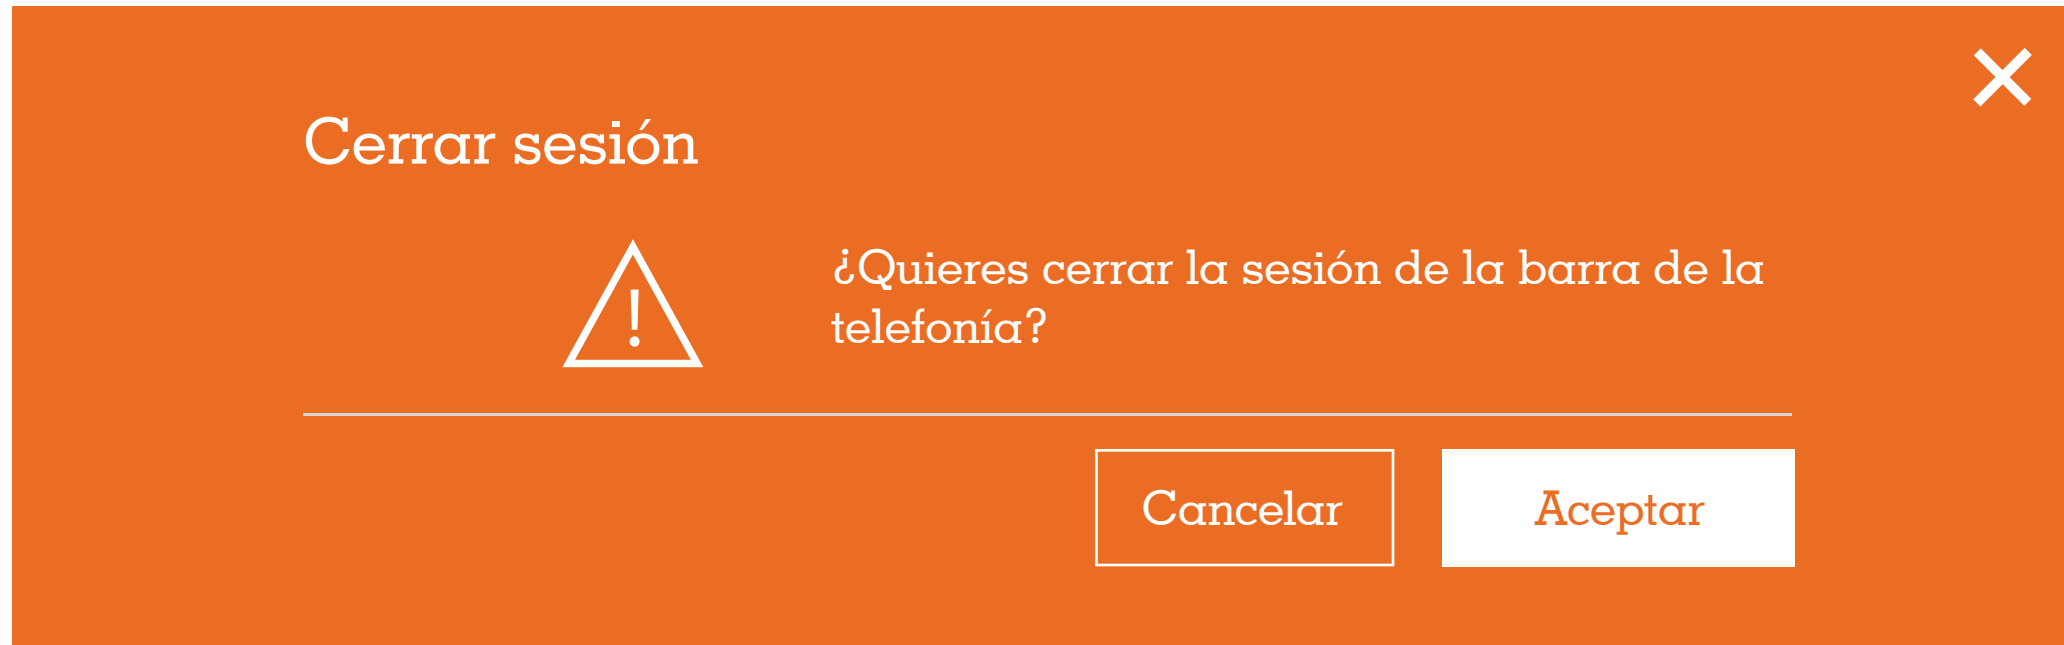 Cerrar sesión
¿Quieres cerrar la sesión de la barra de la
telefonía?
Cancelar
Aceptar